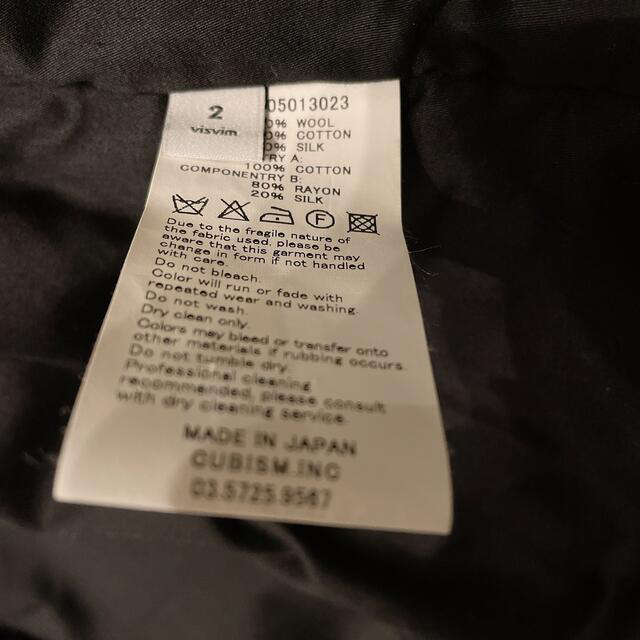 2
visvim
05013023
0% WOOL
0% COTTON
0% SILK
TRY A:
100% COTTON
COMPONENTRY B:
80% RAYON
20% SILK
F
Due to the fragile nature of
the fabric used, please be
aware that this garment may
change in form if not handled
with care.
Do not bleach.
Color will run or fade with
repeated wear and washing.
Do not wash.
Dry clean only.
Colors may bleed or transfer onto
other materials if rubbing occurs.
Do not tumble dry.
Professional cleaning
recommended, please consult
with dry cleaning service.
MADE IN JAPAN
CUBISM.INC
03.5725.9567